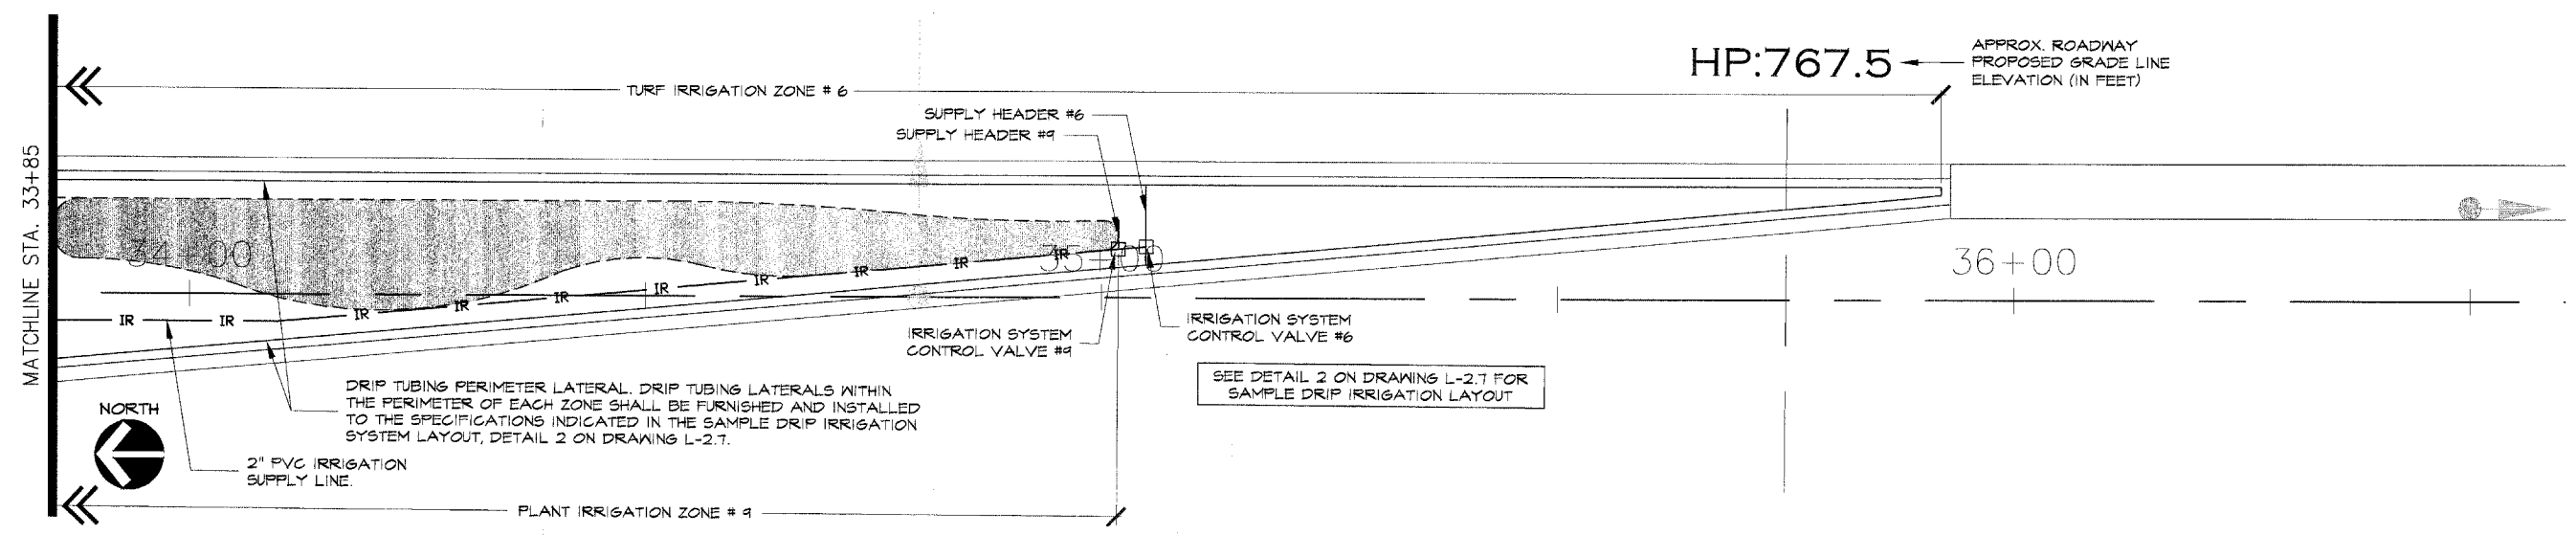 HP:767.5
APPROX. ROADWAY
PROPOSED GRADE LINE
ELEVATION (IN FEET)
TURF IRRIGATION ZONE # 6
SUPPLY HEADER #6
SUPPLY HEADER #9
MATCHLINE STA. 33+85
34+00
35+00
36+00
IR
IR
IR
IR
IR
IR
IR
IR
IR
IR
IRRIGATION SYSTEM
CONTROL VALVE #9
IRRIGATION SYSTEM
CONTROL VALVE #6
SEE DETAIL 2 ON DRAWING L-2.7 FOR
SAMPLE DRIP IRRIGATION LAYOUT
DRIP TUBING PERIMETER LATERAL. DRIP TUBING LATERALS WITHIN
THE PERIMETER OF EACH ZONE SHALL BE FURNISHED AND INSTALLED
TO THE SPECIFICATIONS INDICATED IN THE SAMPLE DRIP IRRIGATION
SYSTEM LAYOUT, DETAIL 2 ON DRAWING L-2.7.
NORTH
2" PVC IRRIGATION
SUPPLY LINE.
PLANT IRRIGATION ZONE # 9